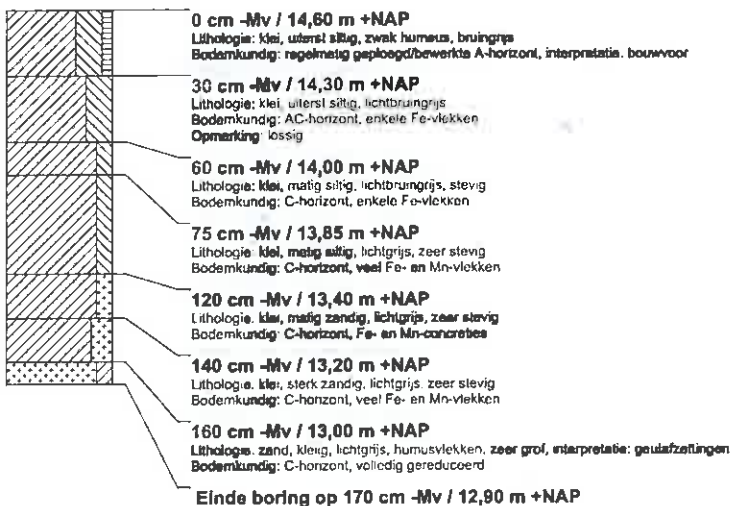 0 cm -Mv / 14,60 m +NAP
Lithologie: klei, uiterst siltig, zwak humeus, bruingrijs
Bodemkundig: regelmatig geploegd/bewerkte A-horizont, interpretatie: bouwvoor
30 cm -Mv / 14,30 m +NAP
Lithologie: klei, uiterst siltig, lichtbruingrijs
Bodemkundig: AC-horizont, enkele Fe-vlekken
Opmerking: lossig
60 cm -Mv / 14,00 m +NAP
Lithologie: klei, matig siltig, lichtbruingrijs, stevig
Bodemkundig: C-horizont, enkele Fe-vlekken
75 cm -Mv / 13,85 m +NAP
Lithologie: klei, matig siltig, lichtgrijs, zeer stevig
Bodemkundig: C-horizont, veel Fe- en Mn-vlekken
120 cm -Mv / 13,40 m +NAP
Lithologie: klei, matig zandig, lichtgrijs, zeer stevig
Bodemkundig: C-horizont, Fe- en Mn-concreties
140 cm -Mv / 13,20 m +NAP
Lithologie: klei, sterk zandig, lichtgrijs, zeer stevig
Bodemkundig: C-horizont, veel Fe- en Mn-vlekken
160 cm -Mv / 13,00 m +NAP
Lithologie: zand, kleiig, lichtgrijs, humusvlekken, zeer grof, interpretatie: geulafzettingen
Bodemkundig: C-horizont, volledig gereduceerd
Einde boring op 170 cm -Mv / 12,90 m +NAP